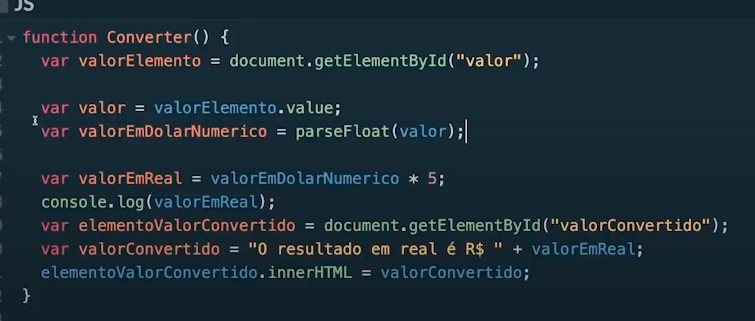 JS
function Converter() {
var valorElemento = document.getElementById("valor");
var valor = valorElemento.value;
var valorEmDolarNumerico = parseFloat(valor);
var valorEmReal = valorEmDolarNumerico * 5;
console.log(valorEmReal);
var elementoValorConvertido = document.getElementById("valorConvertido");
var valorConvertido = "O resultado em real é R$ " + valorEmReal;
elementoValorConvertido.innerHTML = valorConvertido;
}